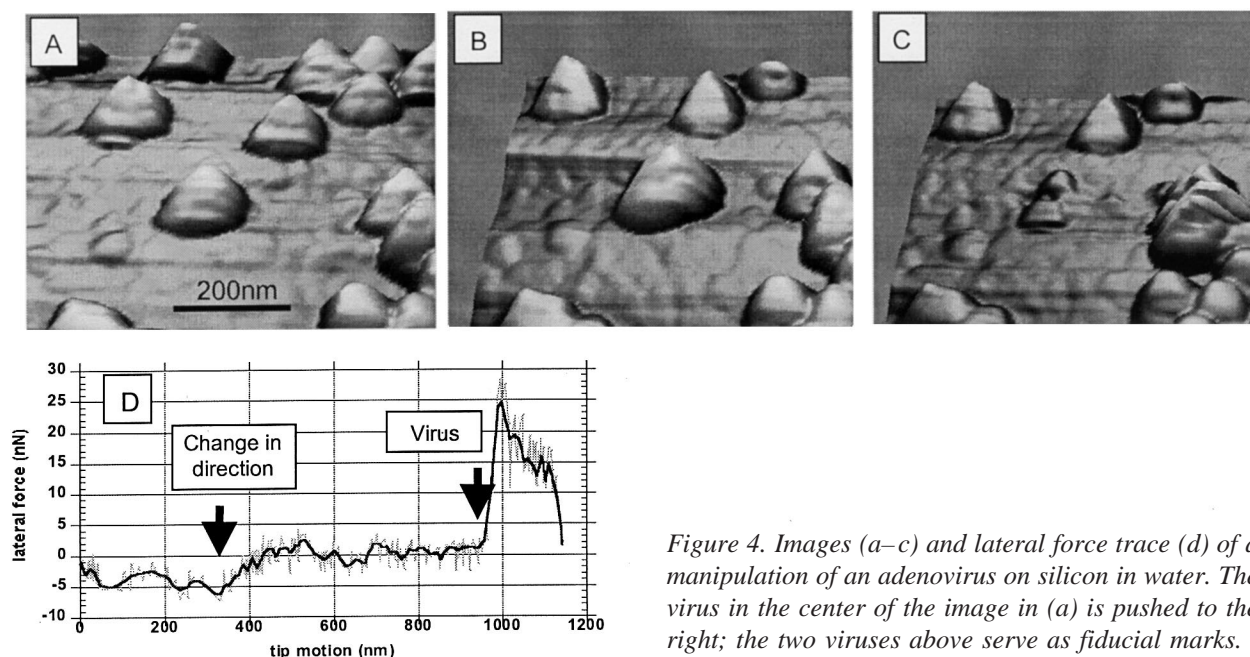 A
B
C
200nm
30
25
20
15
10
5
0
-5
-10
lateral force (nN)
D
Change in
direction
Virus
0 200 400 600 800 1000 1200
tip motion (nm)
Figure 4. Images (a–c) and lateral force trace (d) of a
manipulation of an adenovirus on silicon in water. The
virus in the center of the image in (a) is pushed to the
right; the two viruses above serve as fiducial marks.